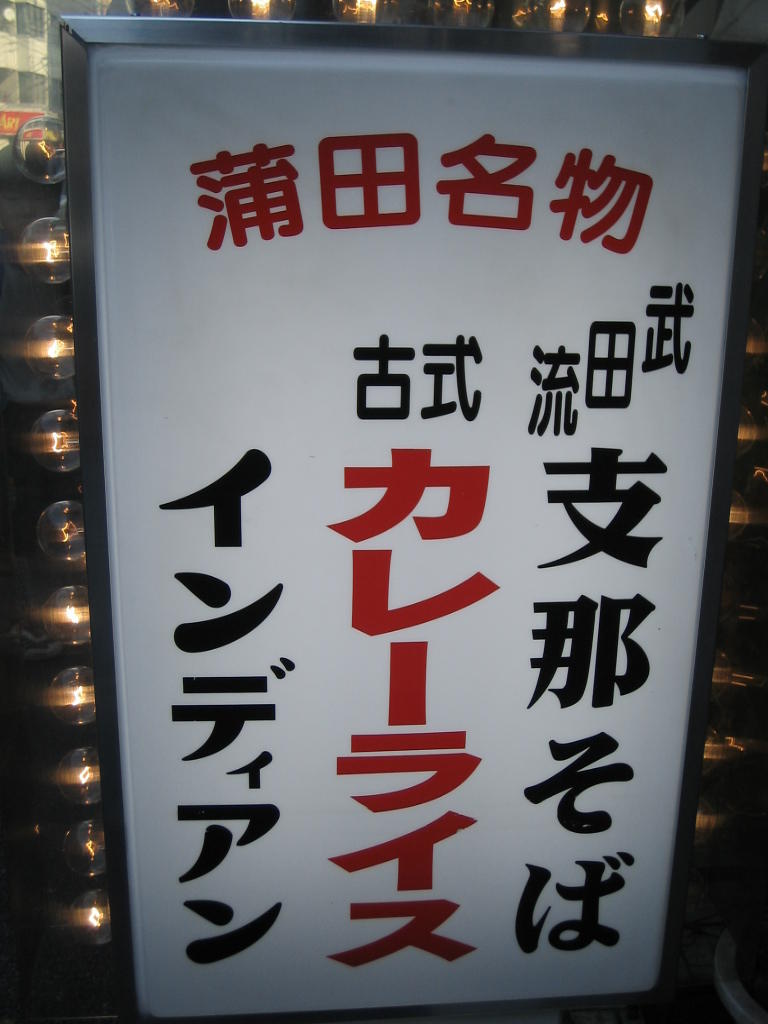 蒲田名物
武田流
支那そば
古式
カレーライス
インディアン